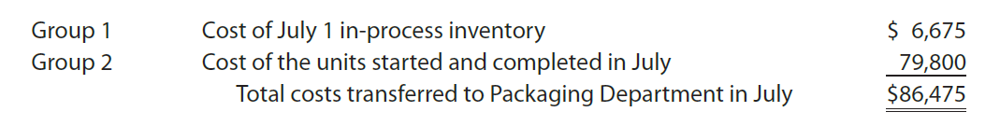 Group 1 Cost of July 1 in-process inventory $ 6,675
Group 2 Cost of the units started and completed in July 79,800
Total costs transferred to Packaging Department in July $86,475